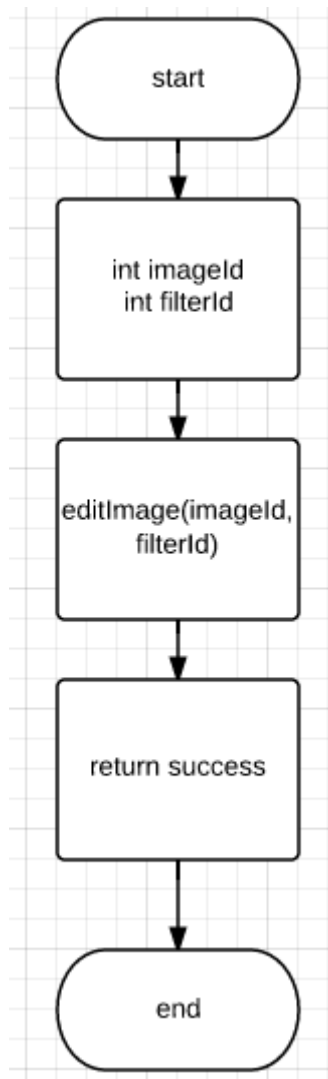 start
int imageId
int filterId
editImage(imageId,
filterId)
return success
end